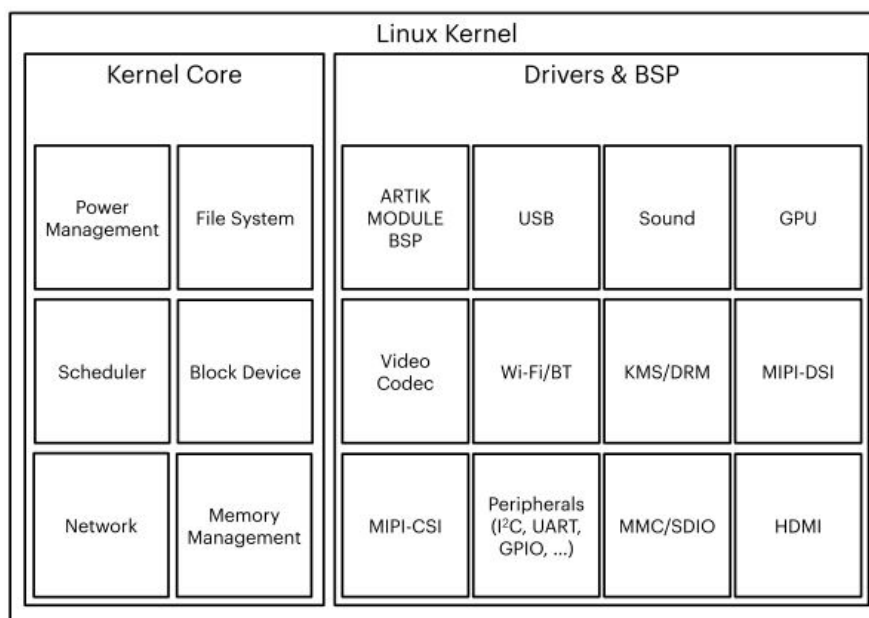 Linux Kernel
Kernel Core
Drivers & BSP
Power
Management
File System
ARTIK
MODULE
BSP
USB
Sound
GPU
Scheduler
Block Device
Video
Codec
Wi-Fi/BT
KMS/DRM
MIPI-DSI
Network
Memory
Management
MIPI-CSI
Peripherals
(I²C, UART,
GPIO, ...)
MMC/SDIO
HDMI